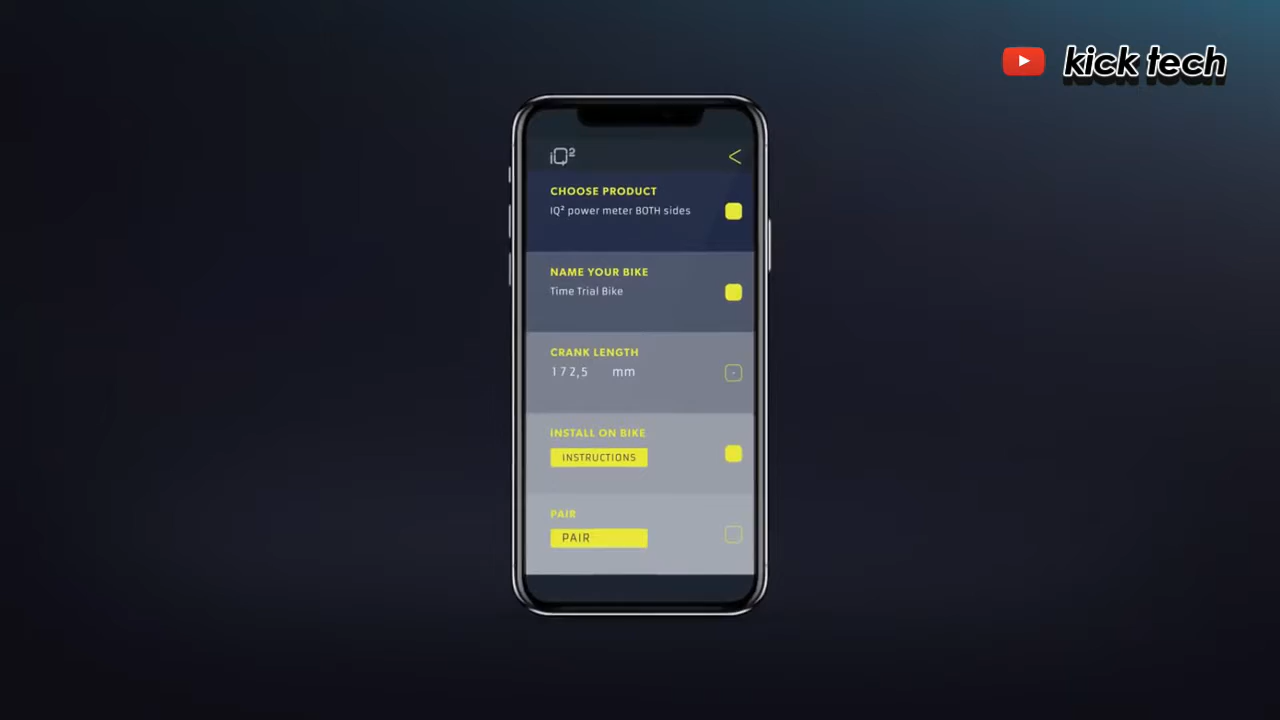 kick tech
iQ²
<
CHOOSE PRODUCT
IQ² power meter BOTH sides
NAME YOUR BIKE
Time Trial Bike
CRANK LENGTH
172,5 mm
INSTALL ON BIKE
INSTRUCTIONS
PAIR
PAIR